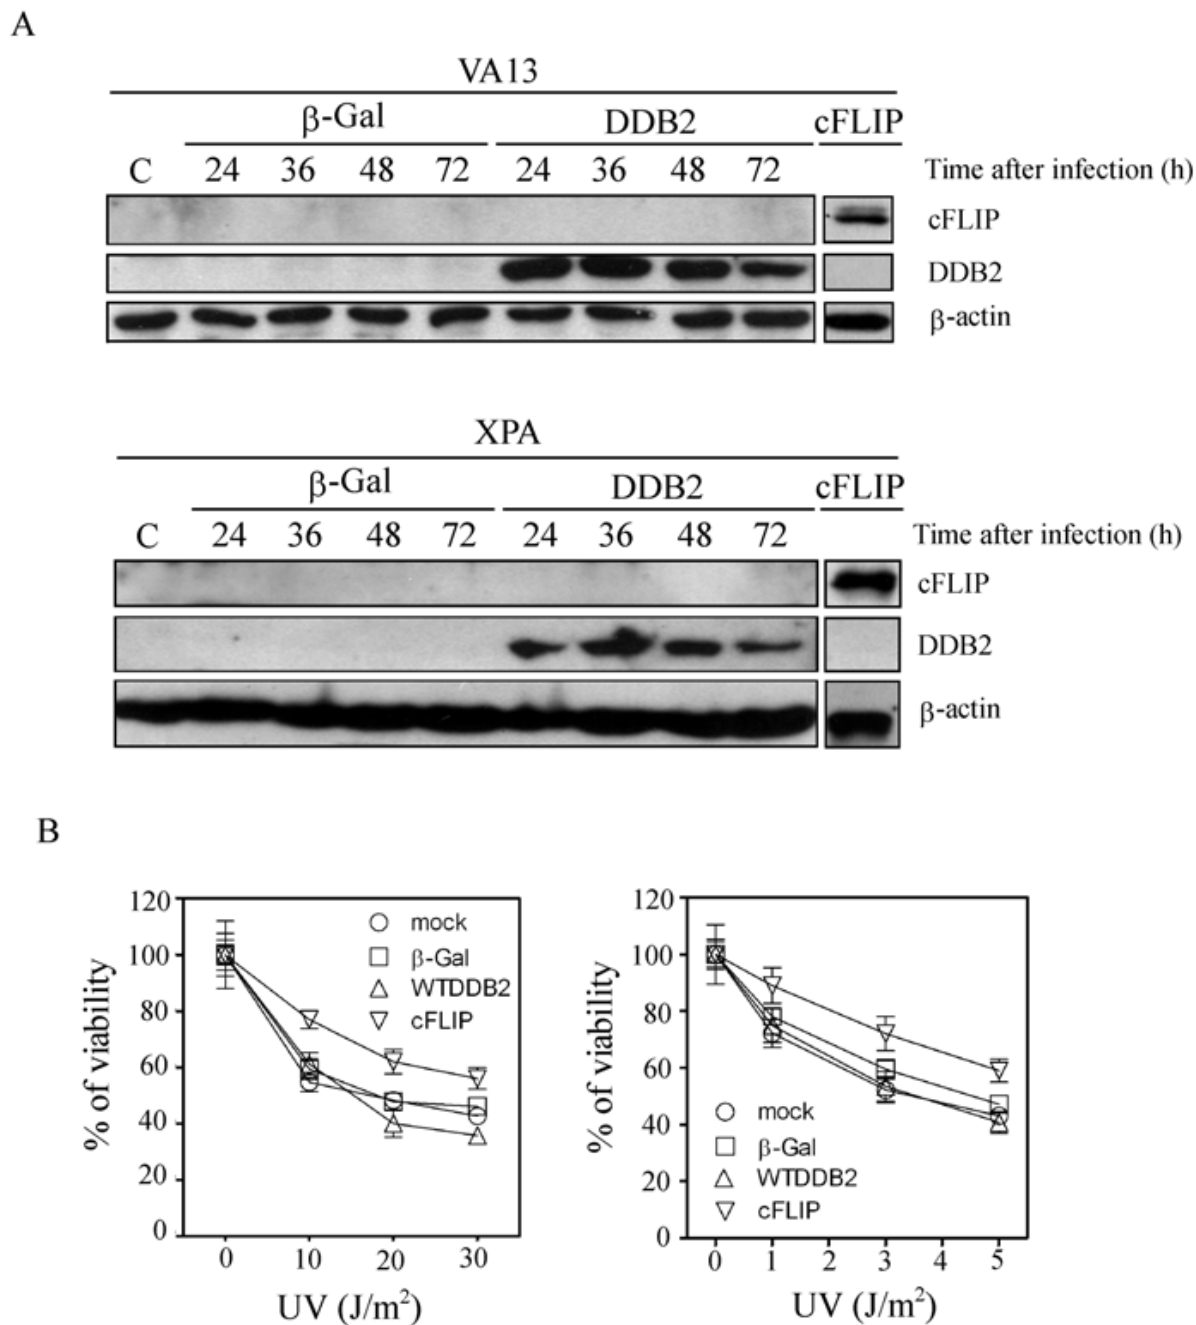 A
VA13
β-Gal DDB2 cFLIP
C 24 36 48 72 24 36 48 72 Time after infection (h)
cFLIP
DDB2
β-actin
XPA
β-Gal DDB2 cFLIP
C 24 36 48 72 24 36 48 72 Time after infection (h)
cFLIP
DDB2
β-actin
B
% of viability
120
100
80
60
40
20
0
mock
β-Gal
WTDDB2
cFLIP
0 10 20 30
UV (J/m²)
% of viability
120
100
80
60
40
20
0
mock
β-Gal
WTDDB2
cFLIP
0 1 2 3 4 5
UV (J/m²)